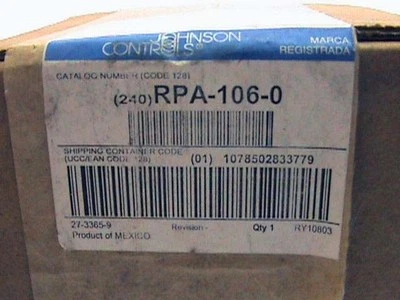 JOHNSON
CONTROLS
MARCA
REGISTRADA
CATALOG NUMBER (CODE 128)
(240)RPA-106-0
SHIPPING CONTAINER CODE
(UCC/EAN CODE 128)
(01) 1078502833779
27-3365-9 Revision - Qty 1 RY10803
Product of MEXICO